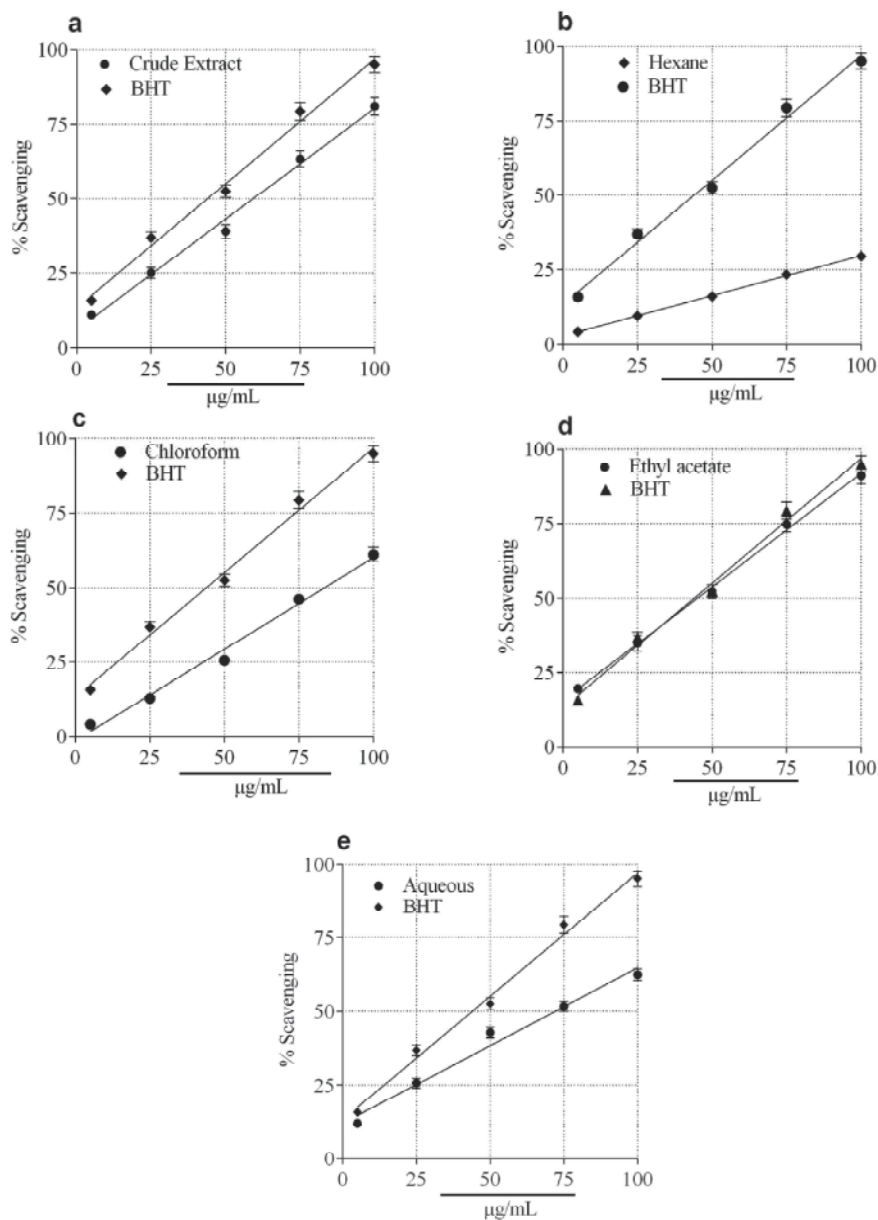 a
100
75
50
25
0
% Scavenging
Crude Extract
BHT
0 25 50 75 100
µg/mL
b
100
75
50
25
0
% Scavenging
Hexane
BHT
0 25 50 75 100
µg/mL
c
100
75
50
25
0
% Scavenging
Chloroform
BHT
0 25 50 75 100
µg/mL
d
100
75
50
25
0
% Scavenging
Ethyl acetate
BHT
0 25 50 75 100
µg/mL
e
100
75
50
25
0
% Scavenging
Aqueous
BHT
0 25 50 75 100
µg/mL